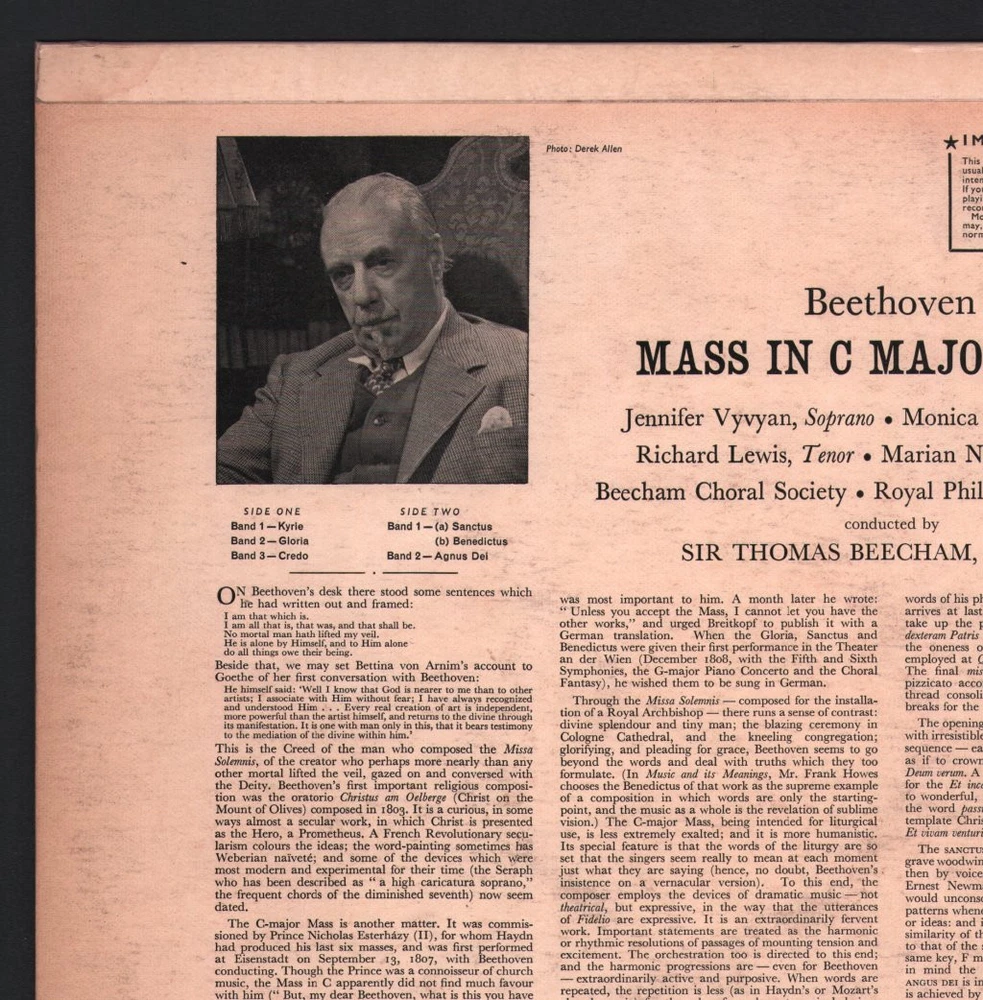 Photo: Derek Allen
★ I M
This
usual
inten
If you
playi
reco
Mo
may,
norm
Beethoven
MASS IN C MAJO
Jennifer Vyvyan, Soprano • Monica
Richard Lewis, Tenor • Marian N
Beecham Choral Society • Royal Phil
conducted by
SIR THOMAS BEECHAM,
SIDE ONE
Band 1 — Kyrie
Band 2 — Gloria
Band 3 — Credo
SIDE TWO
Band 1 — (a) Sanctus
(b) Benedictus
Band 2 — Agnus Dei
ON Beethoven's desk there stood some sentences which
he had written out and framed:
I am that which is.
I am all that is, that was, and that shall be.
No mortal man hath lifted my veil.
He is alone by Himself, and to Him alone
do all things owe their being.
Beside that, we may set Bettina von Arnim's account to
Goethe of her first conversation with Beethoven:
He himself said: 'Well I know that God is nearer to me than to other
artists; I associate with Him without fear; I have always recognized
and understood Him . . . Every real creation of art is independent,
more powerful than the artist himself, and returns to the divine through
its manifestation. It is one with man only in this, that it bears testimony
to the mediation of the divine within him.'
This is the Creed of the man who composed the Missa
Solemnis, of the creator who perhaps more nearly than any
other mortal lifted the veil, gazed on and conversed with
the Deity. Beethoven's first important religious composi-
tion was the oratorio Christus am Oelberge (Christ on the
Mount of Olives) composed in 1803. It is a curious, in some
ways almost a secular work, in which Christ is presented
as the Hero, a Prometheus. A French Revolutionary secu-
larism colours the ideas; the word-painting sometimes has
Weberian naïveté; and some of the devices which were
most modern and experimental for their time (the Seraph
who has been described as " a high caricatura soprano,"
the frequent chords of the diminished seventh) now seem
dated.
The C-major Mass is another matter. It was commis-
sioned by Prince Nicholas Esterházy (II), for whom Haydn
had produced his last six masses, and was first performed
at Eisenstadt on September 13, 1807, with Beethoven
conducting. Though the Prince was a connoisseur of church
music, the Mass in C apparently did not find much favour
with him (" But, my dear Beethoven, what is this you have
was most important to him. A month later he wrote:
" Unless you accept the Mass, I cannot let you have the
other works," and urged Breitkopf to publish it with a
German translation. When the Gloria, Sanctus and
Benedictus were given their first performance in the Theater
an der Wien (December 1808, with the Fifth and Sixth
Symphonies, the G-major Piano Concerto and the Choral
Fantasy), he wished them to be sung in German.
Through the Missa Solemnis — composed for the installa-
tion of a Royal Archbishop — there runs a sense of contrast:
divine splendour and tiny man; the blazing ceremony in
Cologne Cathedral, and the kneeling congregation;
glorifying, and pleading for grace, Beethoven seems to go
beyond the words and deal with truths which they too
formulate. (In Music and its Meanings, Mr. Frank Howes
chooses the Benedictus of that work as the supreme example
of a composition in which words are only the starting-
point, and the music as a whole is the revelation of sublime
vision.) The C-major Mass, being intended for liturgical
use, is less extremely exalted; and it is more humanistic.
Its special feature is that the words of the liturgy are so
set that the singers seem really to mean at each moment
just what they are saying (hence, no doubt, Beethoven's
insistence on a vernacular version). To this end, the
composer employs the devices of dramatic music — not
theatrical, but expressive, in the way that the utterances
of Fidelio are expressive. It is an extraordinarily fervent
work. Important statements are treated as the harmonic
or rhythmic resolutions of passages of mounting tension and
excitement. The orchestration too is directed to this end;
and the harmonic progressions are — even for Beethoven
— extraordinarily active and purposive. When words are
repeated, the repetition is less (as in Haydn's or Mozart's
words of his ph
arrives at last
take up the p
dexteram Patris
the oneness o
employed at
The final mis
pizzicato acco
thread consoli
breaks for the
The opening
with irresistible
sequence — ea
as if to crown
Deum verum. A
for the Et inca
to wonderful,
the word pass
template Chris
Et vivam venturi
The SANCTUS
grave woodwin
then by voice
Ernest Newm
would unconsc
patterns whene
or ideas: and i
similarity of th
to that of the s
same key, F m
in mind the
AGNUS DEI is in
is achieved by